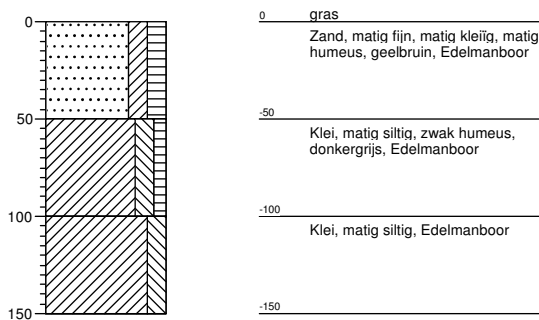 0
50
100
150
0
gras
Zand, matig fijn, matig kleiïg, matig
humeus, geelbruin, Edelmanboor
-50
Klei, matig siltig, zwak humeus,
donkergrijs, Edelmanboor
-100
Klei, matig siltig, Edelmanboor
-150